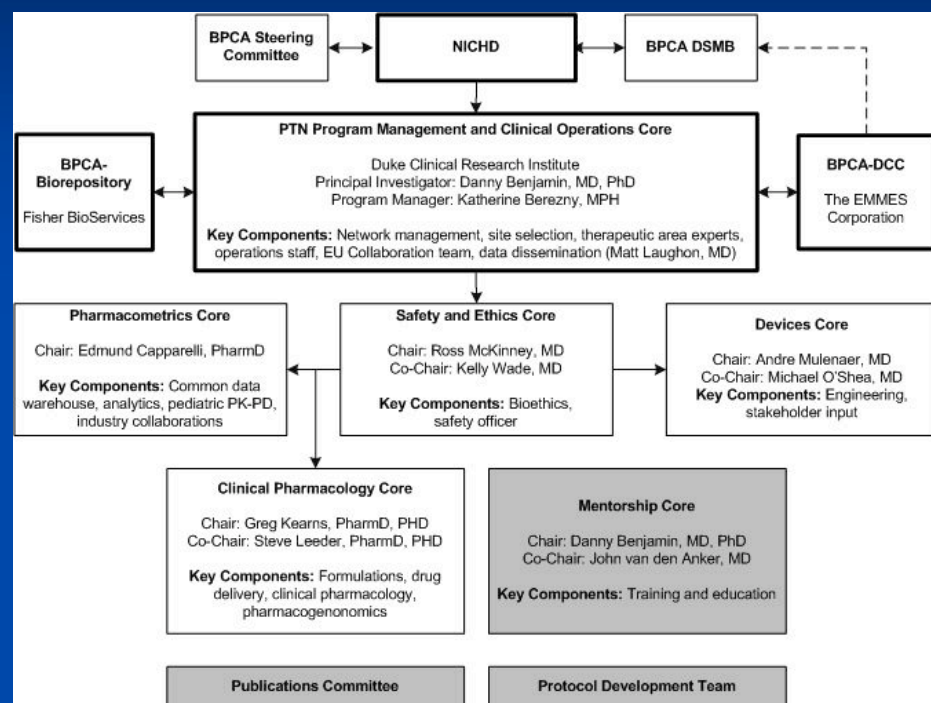 BPCA Steering
Committee
NICHD
BPCA DSMB
PTN Program Management and Clinical Operations Core
Duke Clinical Research Institute
Principal Investigator: Danny Benjamin, MD, PhD
Program Manager: Katherine Berezny, MPH
Key Components: Network management, site selection, therapeutic area experts,
operations staff, EU Collaboration team, data dissemination (Matt Laughon, MD)
BPCA-
Biorepository
Fisher BioServices
BPCA-DCC
The EMMES
Corporation
Pharmacometrics Core
Chair: Edmund Capparelli, PharmD
Key Components: Common data
warehouse, analytics, pediatric PK-PD,
industry collaborations
Safety and Ethics Core
Chair: Ross McKinney, MD
Co-Chair: Kelly Wade, MD
Key Components: Bioethics,
safety officer
Devices Core
Chair: Andre Mulenaer, MD
Co-Chair: Michael O'Shea, MD
Key Components: Engineering,
stakeholder input
Clinical Pharmacology Core
Chair: Greg Kearns, PharmD, PHD
Co-Chair: Steve Leeder, PharmD, PHD
Key Components: Formulations, drug
delivery, clinical pharmacology,
pharmacogenonomics
Mentorship Core
Chair: Danny Benjamin, MD, PhD
Co-Chair: John van den Anker, MD
Key Components: Training and education
Publications Committee
Protocol Development Team